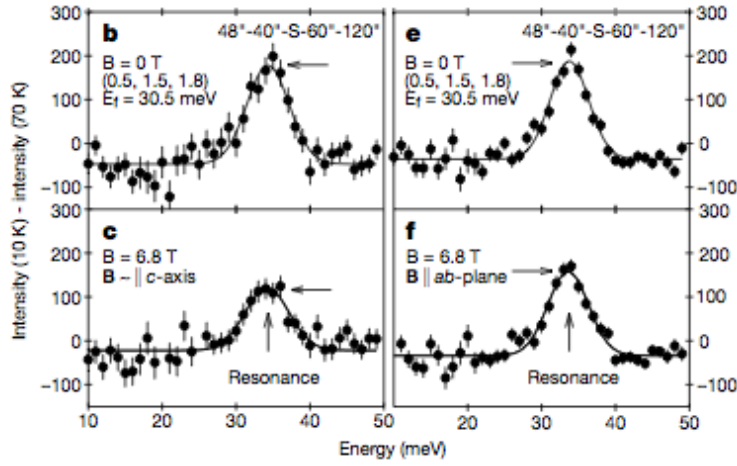 b 48°-40°-S-60°-120°
B = 0 T
(0.5, 1.5, 1.8)
E_f = 30.5 meV
300
200
100
0
−100
e 48°-40°-S-60°-120°
B = 0 T
(0.5, 1.5, 1.8)
E_f = 30.5 meV
300
200
100
0
−100
Intensity (10 K) - intensity (70 K)
c
B = 6.8 T
B ~ || c-axis
Resonance
300
200
100
0
−100
f
B = 6.8 T
B || ab-plane
Resonance
300
200
100
0
−100
10 20 30 40 50 20 30 40 50
Energy (meV)